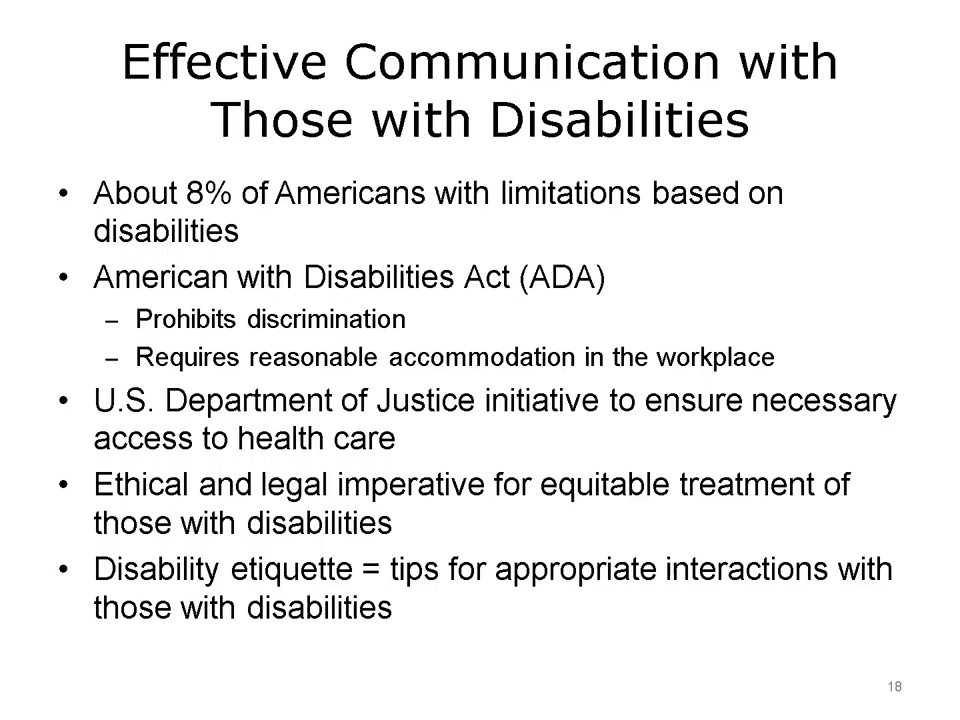 Effective Communication with
Those with Disabilities
• About 8% of Americans with limitations based on
disabilities
• American with Disabilities Act (ADA)
– Prohibits discrimination
– Requires reasonable accommodation in the workplace
• U.S. Department of Justice initiative to ensure necessary
access to health care
• Ethical and legal imperative for equitable treatment of
those with disabilities
• Disability etiquette = tips for appropriate interactions with
those with disabilities
18